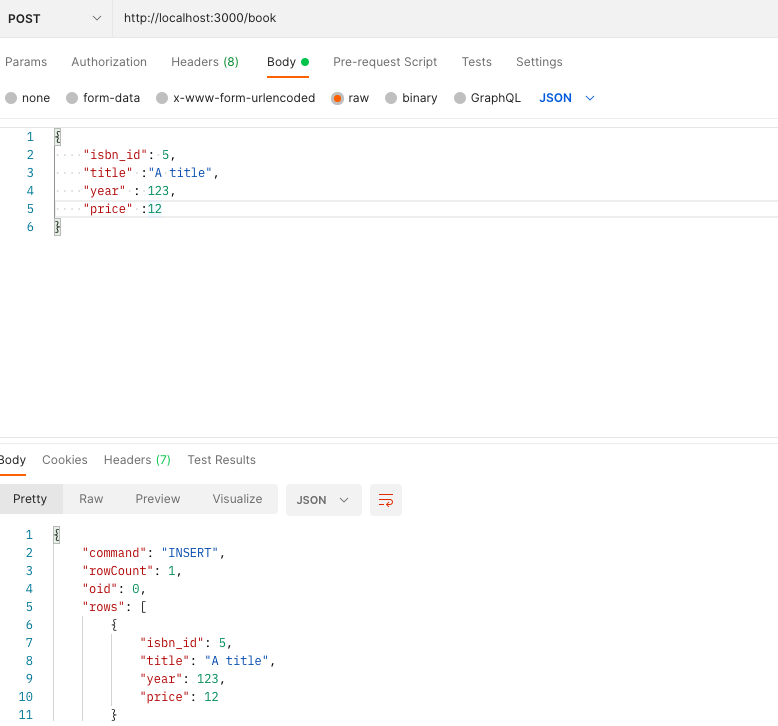 POST http://localhost:3000/book
Params Authorization Headers (8) Body Pre-request Script Tests Settings
none form-data x-www-form-urlencoded raw binary GraphQL JSON
1 {
2 "isbn_id": 5,
3 "title" :"A title",
4 "year" : 123,
5 "price" :12
6 }
Body Cookies Headers (7) Test Results
Pretty Raw Preview Visualize JSON
1 {
2 "command": "INSERT",
3 "rowCount": 1,
4 "oid": 0,
5 "rows": [
6 {
7 "isbn_id": 5,
8 "title": "A title",
9 "year": 123,
10 "price": 12
11 }